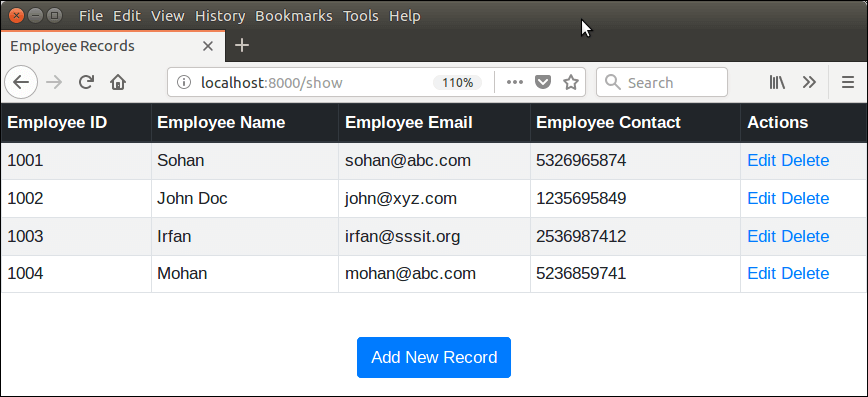 File Edit View History Bookmarks Tools Help
Employee Records
localhost:8000/show 110% Search
Employee ID Employee Name Employee Email Employee Contact Actions
1001 Sohan sohan@abc.com 5326965874 Edit Delete
1002 John Doc john@xyz.com 1235695849 Edit Delete
1003 Irfan irfan@sssit.org 2536987412 Edit Delete
1004 Mohan mohan@abc.com 5236859741 Edit Delete
Add New Record